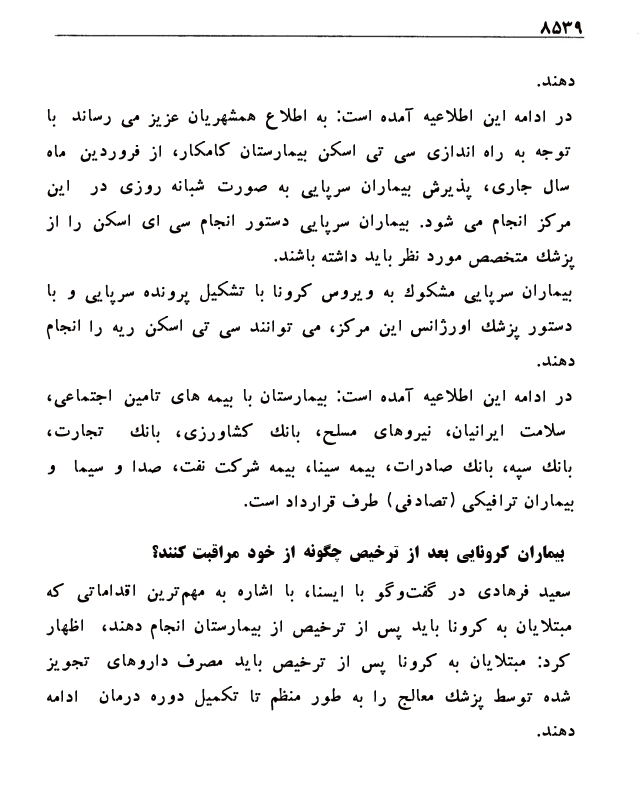 ۸۵۳۹
دهند.
در ادامه این اطلاعیه آمده است: به اطلاع همشهریان عزیز می رساند با
توجه به راه اندازی سی تی اسکن بیمارستان کامکار، از فروردین ماه
سال جاری، پذیرش بیماران سرپایی به صورت شبانه روزی در این
مرکز انجام می شود. بیماران سرپایی دستور انجام سی ای اسکن را از
پزشك متخصص مورد نظر باید داشته باشند.
بیماران سرپایی مشکوك به ویروس کرونا با تشکیل پرونده سرپایی و با
دستور پزشك اورژانس این مرکز، می توانند سی تی اسکن ریه را انجام
دهند.
در ادامه این اطلاعیه آمده است: بیمارستان با بیمه های تامین اجتماعی،
سلامت ایرانیان، نیروهای مسلح، بانك کشاورزی، بانك تجارت،
بانك سپه، بانك صادرات، بیمه سینا، بیمه شرکت نفت، صدا و سیما و
بیماران ترافیکی (تصادفی) طرف قرارداد است.
بیماران کرونایی بعد از ترخیص چگونه از خود مراقبت کنند؟
سعید فرهادی در گفت‌وگو با ایسنا، با اشاره به مهم‌ترین اقداماتی که
مبتلایان به کرونا باید پس از ترخیص از بیمارستان انجام دهند، اظهار
کرد: مبتلایان به کرونا پس از ترخیص باید مصرف داروهای تجویز
شده توسط پزشك معالج را به طور منظم تا تکمیل دوره درمان ادامه
دهند.